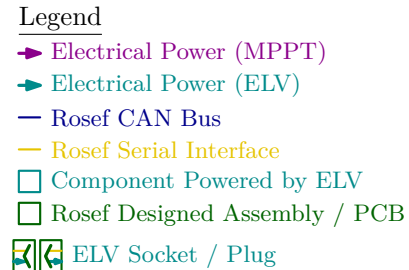 Legend
Electrical Power (MPPT)
Electrical Power (ELV)
Rosef CAN Bus
Rosef Serial Interface
Component Powered by ELV
Rosef Designed Assembly / PCB
ELV Socket / Plug